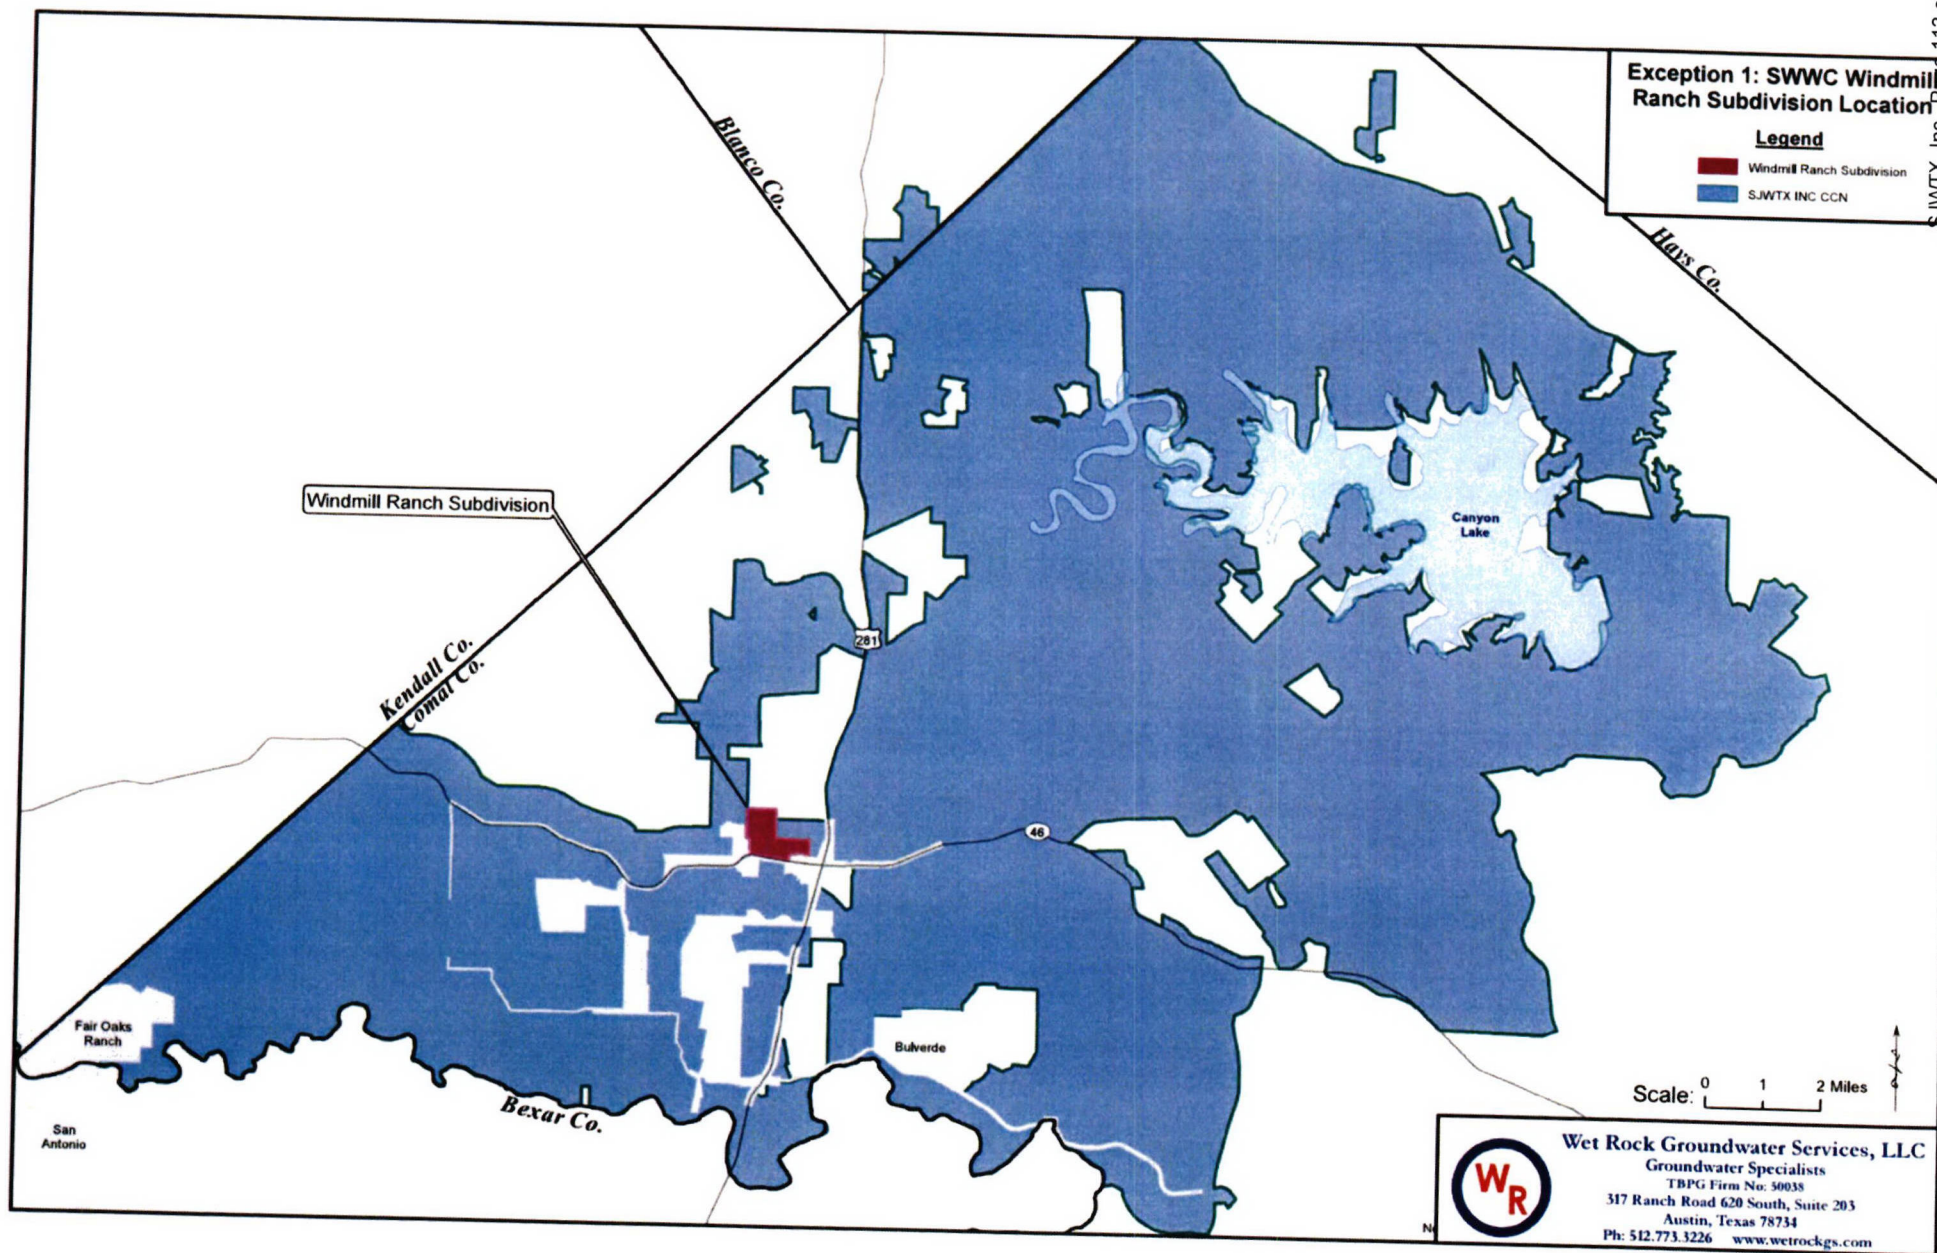 Exception 1: SWWC Windmill
Ranch Subdivision Location
Legend
Windmill Ranch Subdivision
SJWTX INC CCN
SJWTX, Inc.
Blanco Co.
Hays Co.
Windmill Ranch Subdivision
Canyon
Lake
281
Kendall Co.
Comal Co.
46
Fair Oaks
Ranch
Bulverde
San
Antonio
Bexar Co.
Scale: 0 1 2 Miles
WR
Wet Rock Groundwater Services, LLC
Groundwater Specialists
TBPG Firm No: 50038
317 Ranch Road 620 South, Suite 203
Austin, Texas 78734
Ph: 512.773.3226 www.wetrockgs.com